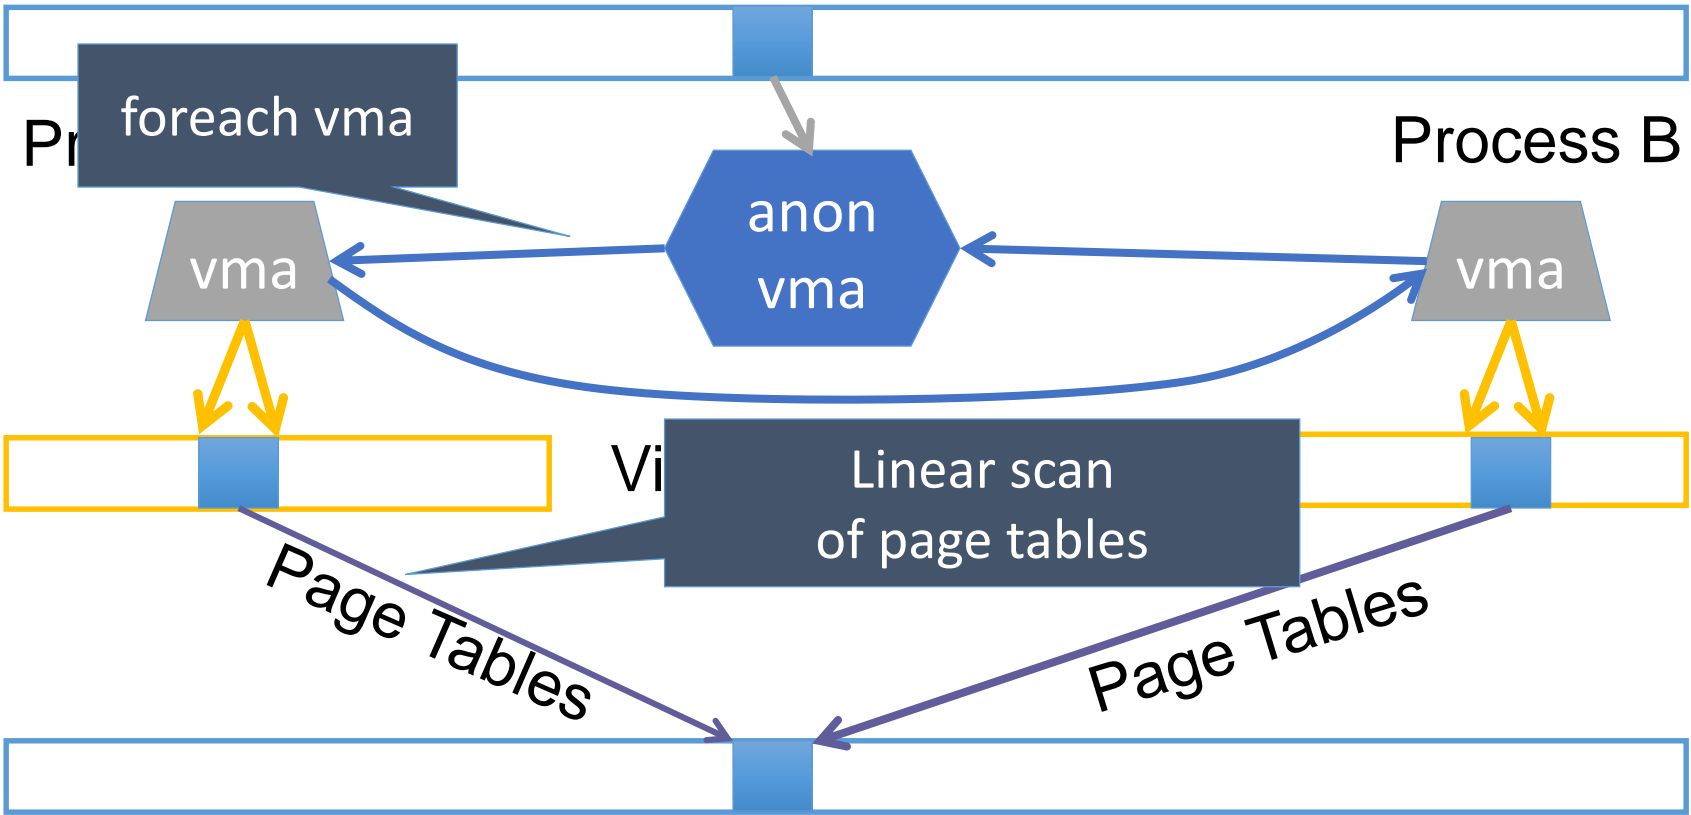 foreach vma
Process B
anon
vma
vma
vma
Linear scan
of page tables
Page Tables
Page Tables